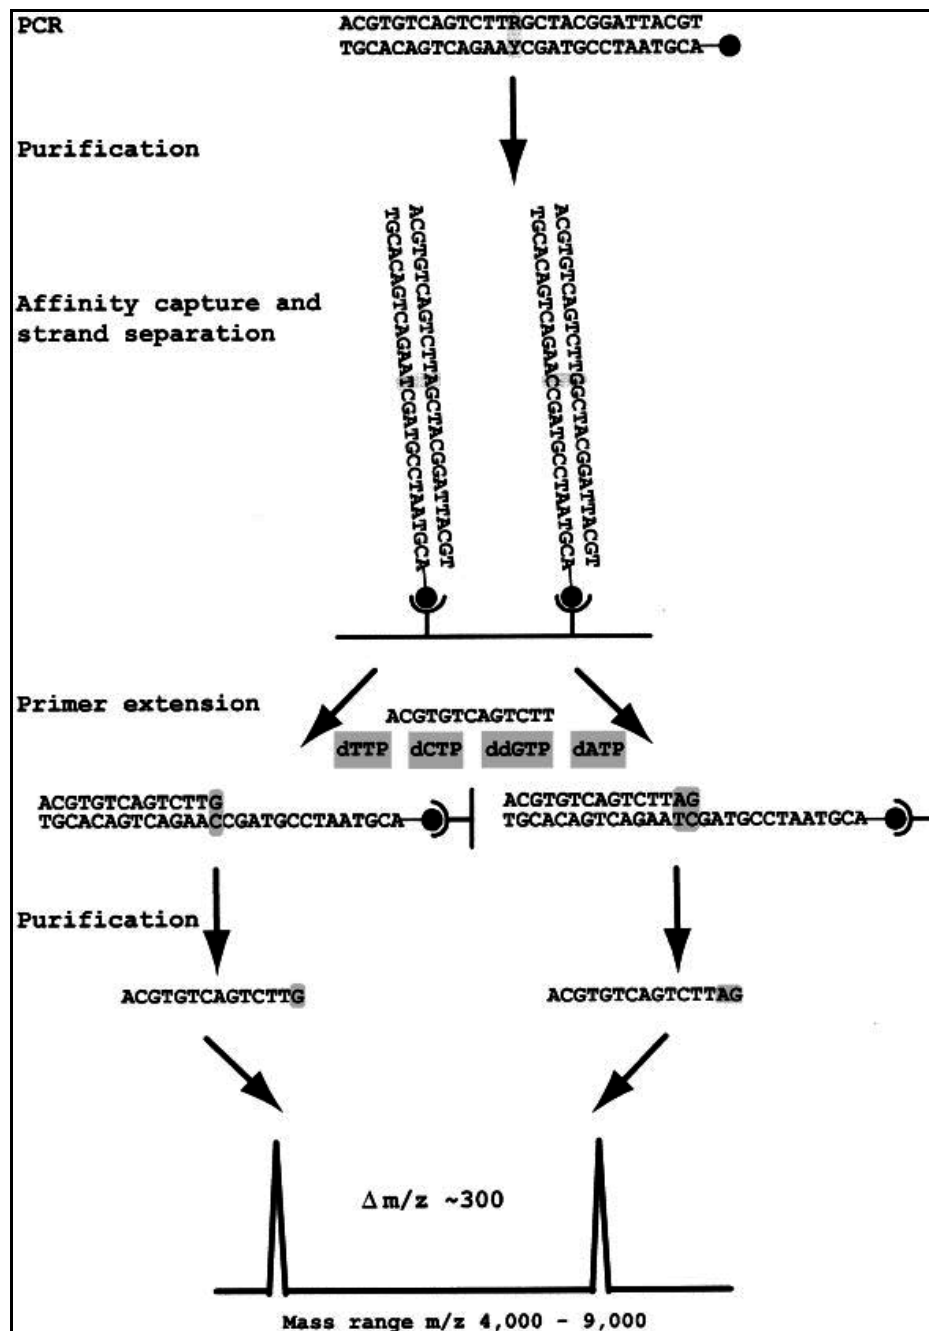 PCR
ACGTGTCAGTCTTRGCTACGGATTACGT
TGCACAGTCAGAAYCGATGCCTAATGCA
Purification
ACGTGTCAGTCTTAGCTACGGATTACGT
TGCACAGTCAGAATCGATGCCTAATGCA
ACGTGTCAGTCTTGGCTACGGATTACGT
TGCACAGTCAGAACCGATGCCTAATGCA
Affinity capture and
strand separation
Primer extension
ACGTGTCAGTCTT
dTTP dCTP ddGTP dATP
ACGTGTCAGTCTTG
TGCACAGTCAGAACCGATGCCTAATGCA
ACGTGTCAGTCTTAG
TGCACAGTCAGAATCGATGCCTAATGCA
Purification
ACGTGTCAGTCTTG
ACGTGTCAGTCTTAG
Δm/z ~300
Mass range m/z 4,000 - 9,000